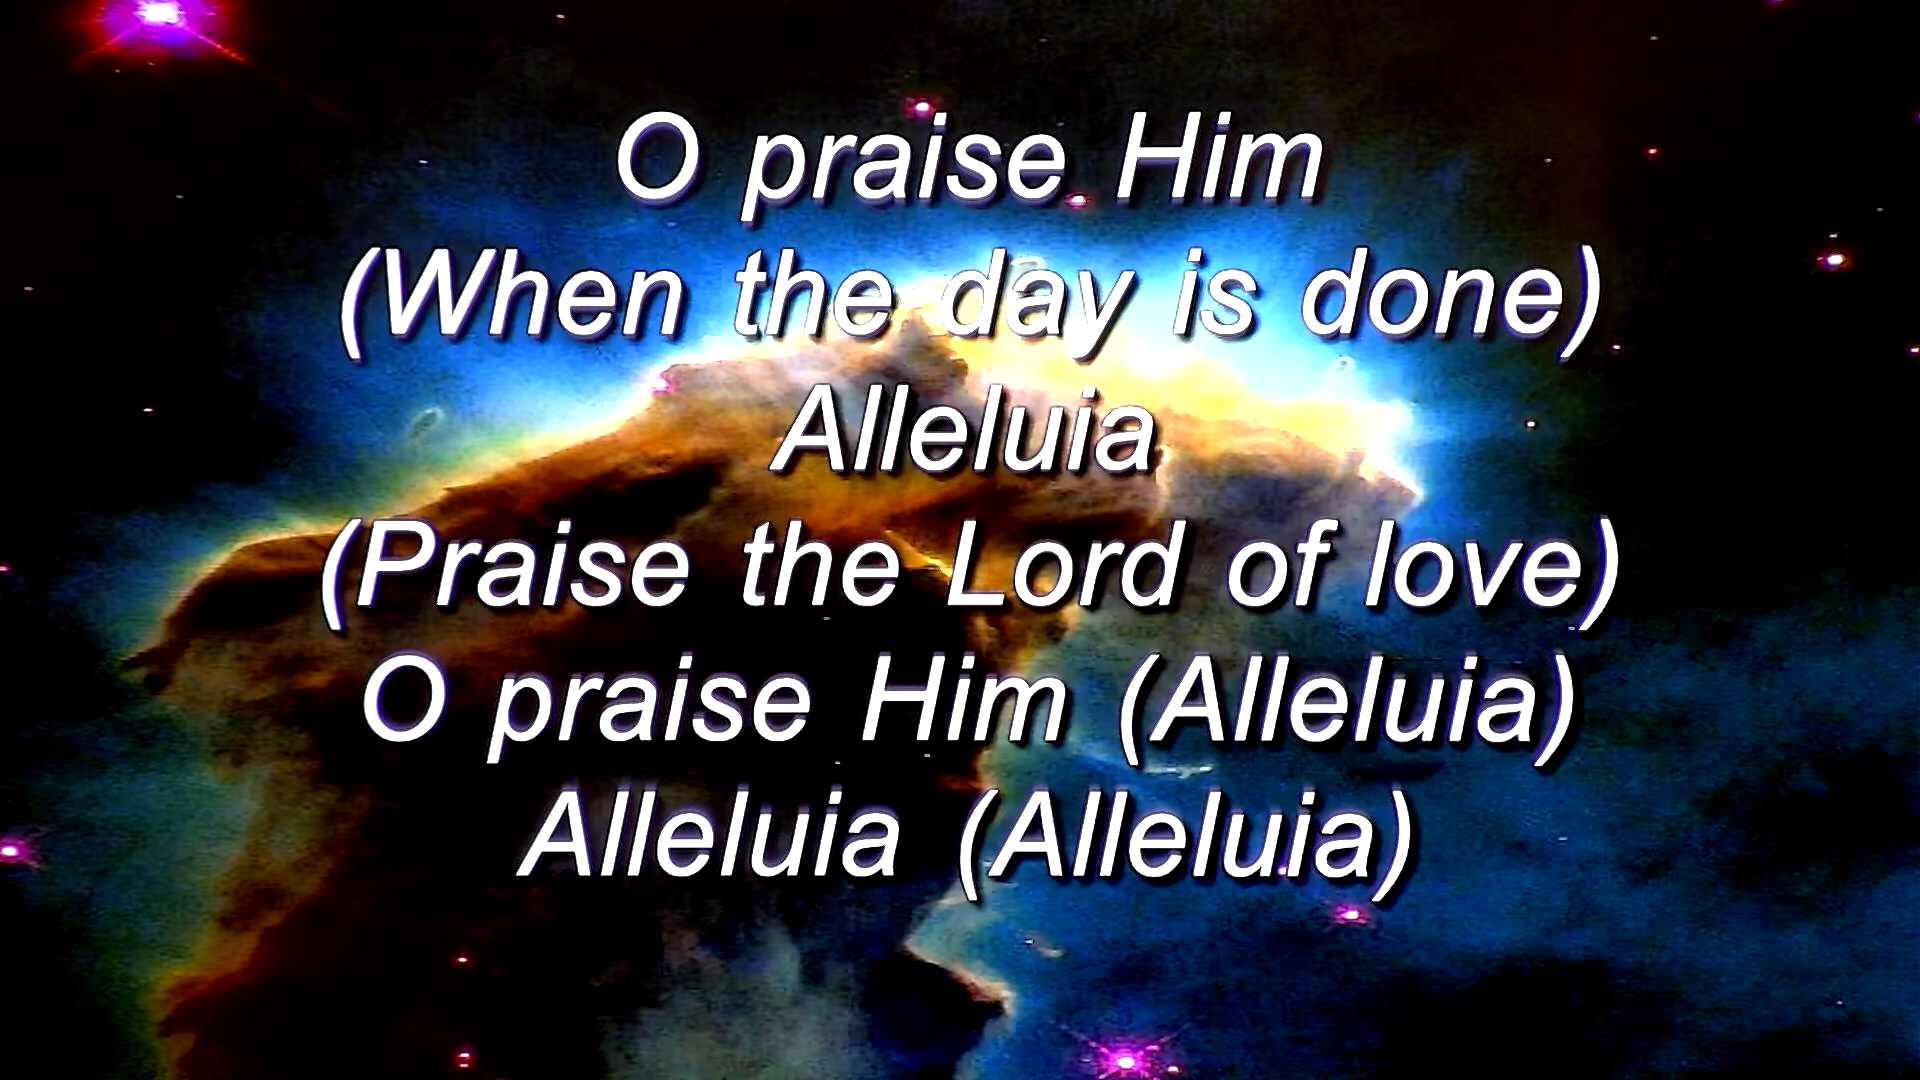 O praise Him
(When the day is done)
Alleluia
(Praise the Lord of love)
O praise Him (Alleluia)
Alleluia (Alleluia)